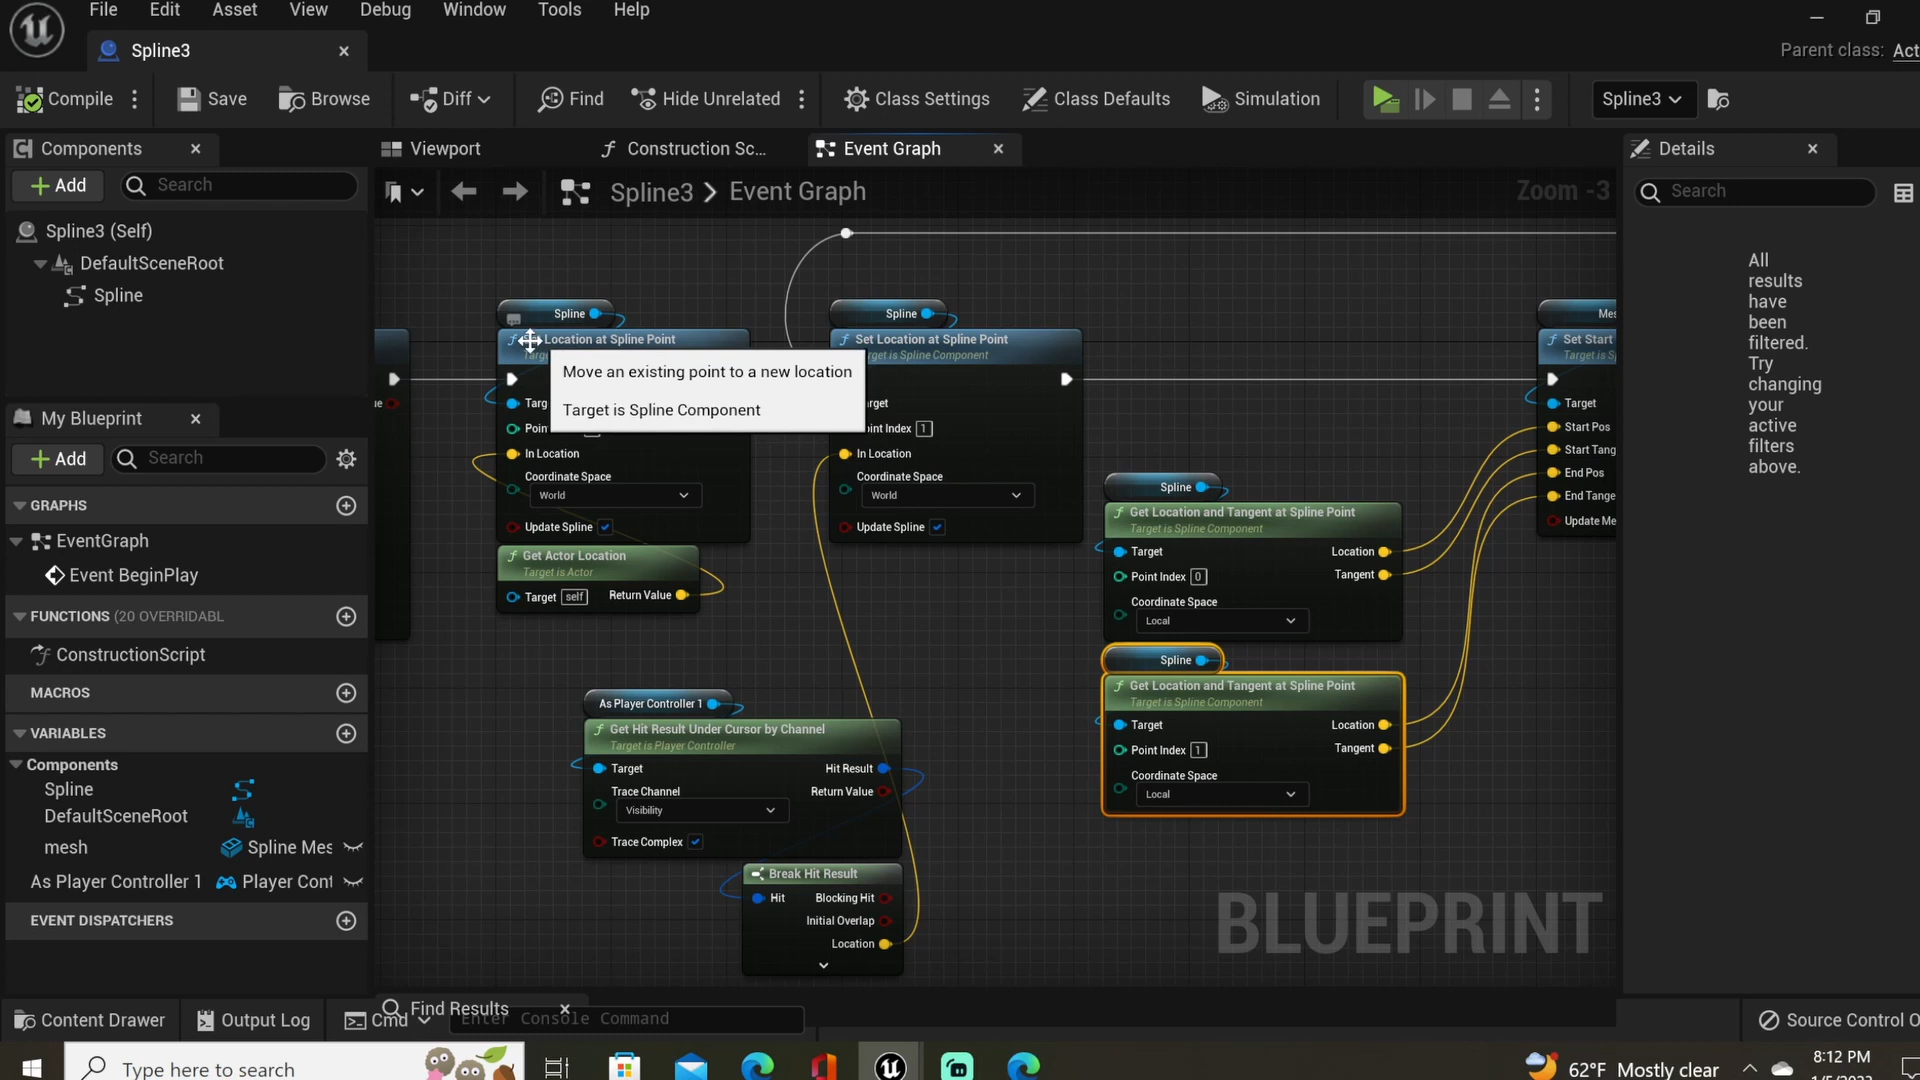 File Edit Asset View Debug Window Tools Help
Spline3
Parent class: Act
Compile Save Browse Diff Find Hide Unrelated Class Settings Class Defaults Simulation Spline3
Components
Viewport Construction Sc... Event Graph
Details
Add Search
Spline3 > Event Graph
Zoom -3
Search
Spline3 (Self)
DefaultSceneRoot
Spline
All
results
have
been
filtered.
Try
changing
your
active
filters
above.
My Blueprint
Add Search
GRAPHS
EventGraph
Event BeginPlay
FUNCTIONS (20 OVERRIDABL
ConstructionScript
MACROS
VARIABLES
Components
Spline
DefaultSceneRoot
mesh Spline Mes
As Player Controller 1 Player Cont
EVENT DISPATCHERS
Spline
Location at Spline Point
Move an existing point to a new location
Target is Spline Component
In Location
Coordinate Space
World
Update Spline
Get Actor Location
Target is Actor
Target self Return Value
Spline
Set Location at Spline Point
rget is Spline Component
rget
oint Index 1
In Location
Coordinate Space
World
Update Spline
Spline
Get Location and Tangent at Spline Point
Target is Spline Component
Target Location
Point Index 0 Tangent
Coordinate Space
Local
Spline
Get Location and Tangent at Spline Point
Target is Spline Component
Target Location
Point Index 1 Tangent
Coordinate Space
Local
Mes
Set Start
Target is S
Target
Start Pos
Start Tang
End Pos
End Tange
Update Me
As Player Controller 1
Get Hit Result Under Cursor by Channel
Target is Player Controller
Target Hit Result
Trace Channel Return Value
Visibility
Trace Complex
Break Hit Result
Hit Blocking Hit
Initial Overlap
Location
BLUEPRINT
Find Results
Content Drawer Output Log Cmd Enter Console Command Source Control O
Type here to search
62°F Mostly clear
8:12 PM